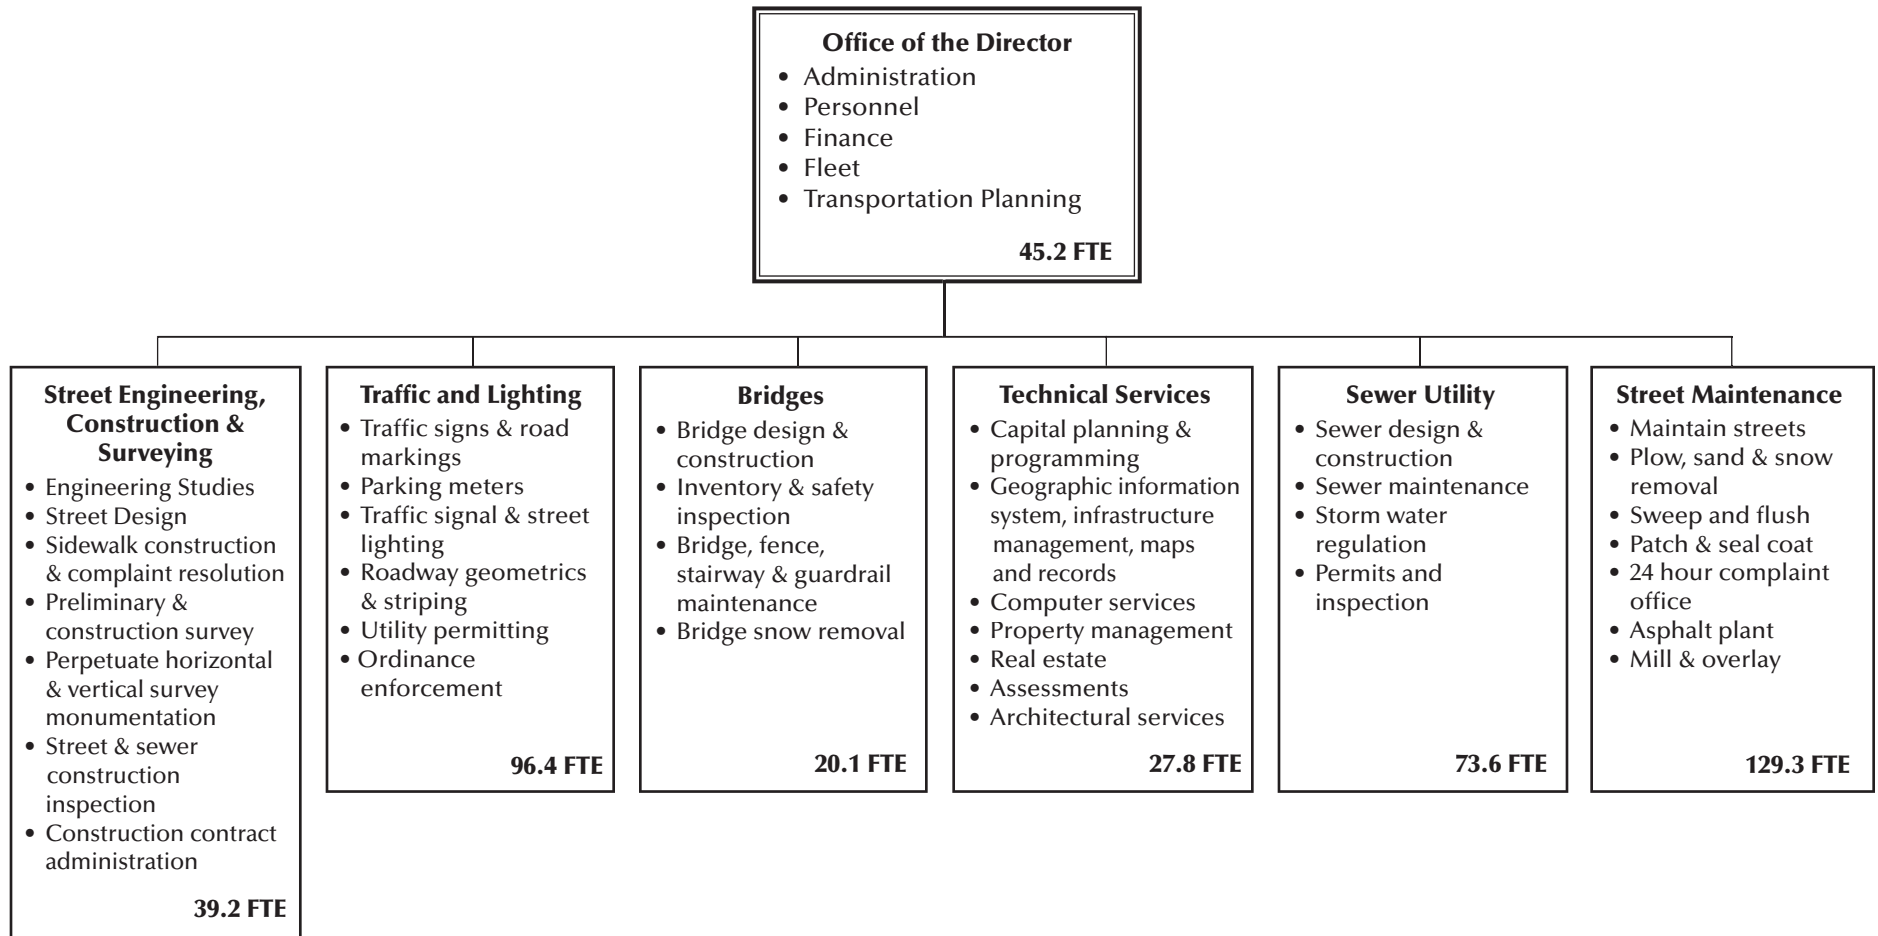 Office of the Director
• Administration
• Personnel
• Finance
• Fleet
• Transportation Planning
45.2 FTE
Street Engineering,
Construction &
Surveying
• Engineering Studies
• Street Design
• Sidewalk construction
& complaint resolution
• Preliminary &
construction survey
• Perpetuate horizontal
& vertical survey
monumentation
• Street & sewer
construction
inspection
• Construction contract
administration
39.2 FTE
Traffic and Lighting
• Traffic signs & road
markings
• Parking meters
• Traffic signal & street
lighting
• Roadway geometrics
& striping
• Utility permitting
• Ordinance
enforcement
96.4 FTE
Bridges
• Bridge design &
construction
• Inventory & safety
inspection
• Bridge, fence,
stairway & guardrail
maintenance
• Bridge snow removal
20.1 FTE
Technical Services
• Capital planning &
programming
• Geographic information
system, infrastructure
management, maps
and records
• Computer services
• Property management
• Real estate
• Assessments
• Architectural services
27.8 FTE
Sewer Utility
• Sewer design &
construction
• Sewer maintenance
• Storm water
regulation
• Permits and
inspection
73.6 FTE
Street Maintenance
• Maintain streets
• Plow, sand & snow
removal
• Sweep and flush
• Patch & seal coat
• 24 hour complaint
office
• Asphalt plant
• Mill & overlay
129.3 FTE